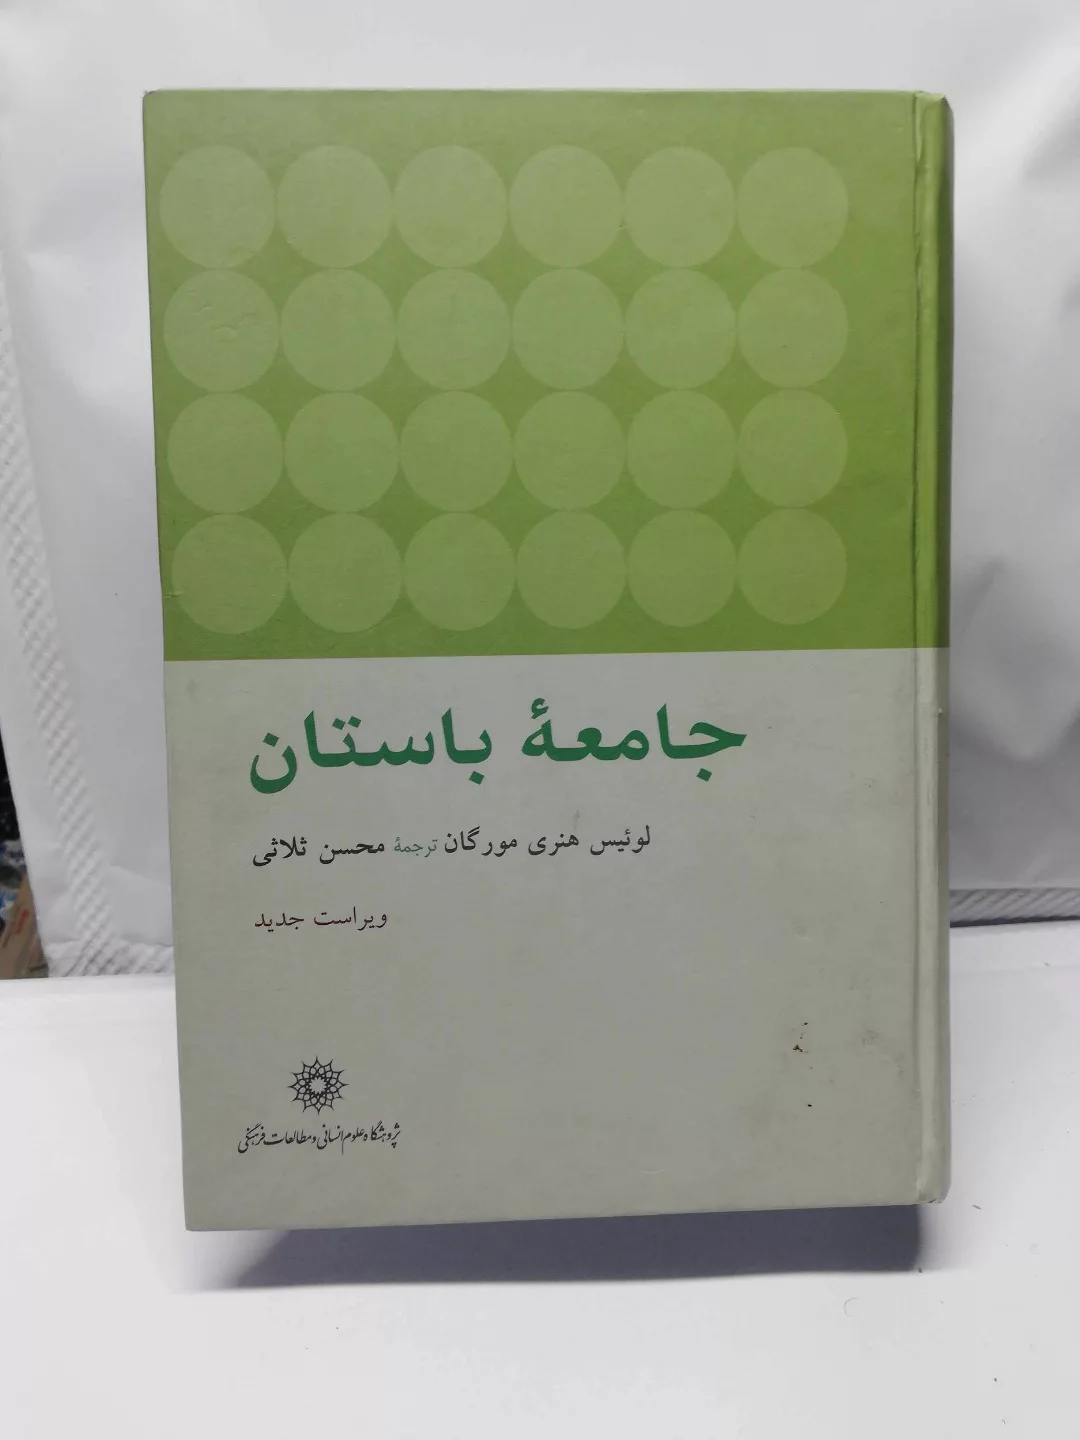 جامعهٔ باستان
لوئیس هنری مورگان ترجمهٔ محسن ثلاثی
ویراست جدید
پژوهشگاه علوم انسانی و مطالعات فرهنگی